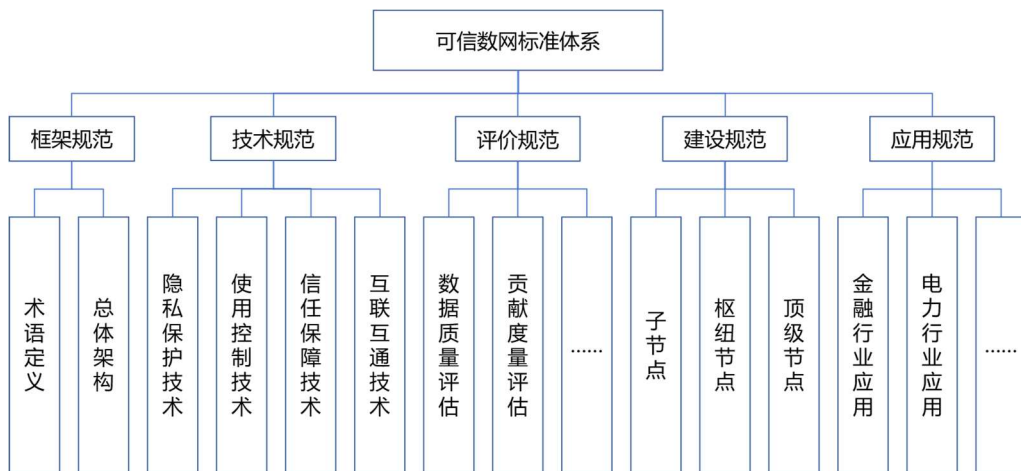 可信数网标准体系
框架规范
技术规范
评价规范
建设规范
应用规范
术语定义
总体架构
隐私保护技术
使用控制技术
信任保障技术
互联互通技术
数据质量评估
贡献度量评估
......
子节点
枢纽节点
顶级节点
金融行业应用
电力行业应用
......